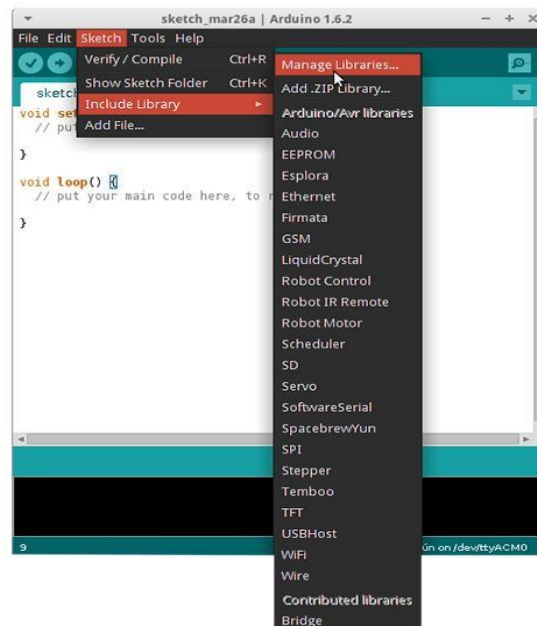 sketch_mar26a | Arduino 1.6.2
File Edit Sketch Tools Help
Verify / Compile Ctrl+R
Show Sketch Folder Ctrl+K
Include Library
Add File...
Manage Libraries...
Add .ZIP Library...
Arduino/Avr libraries
Audio
EEPROM
Esplora
Ethernet
Firmata
GSM
LiquidCrystal
Robot Control
Robot IR Remote
Robot Motor
Scheduler
SD
Servo
SoftwareSerial
SpacebrewYun
SPI
Stepper
Temboo
TFT
USBHost
WiFi
Wire
Contributed libraries
Bridge
void
// put
}
void loop() {
// put your main code here, to
}
9
ún on /dev/ttyACM0